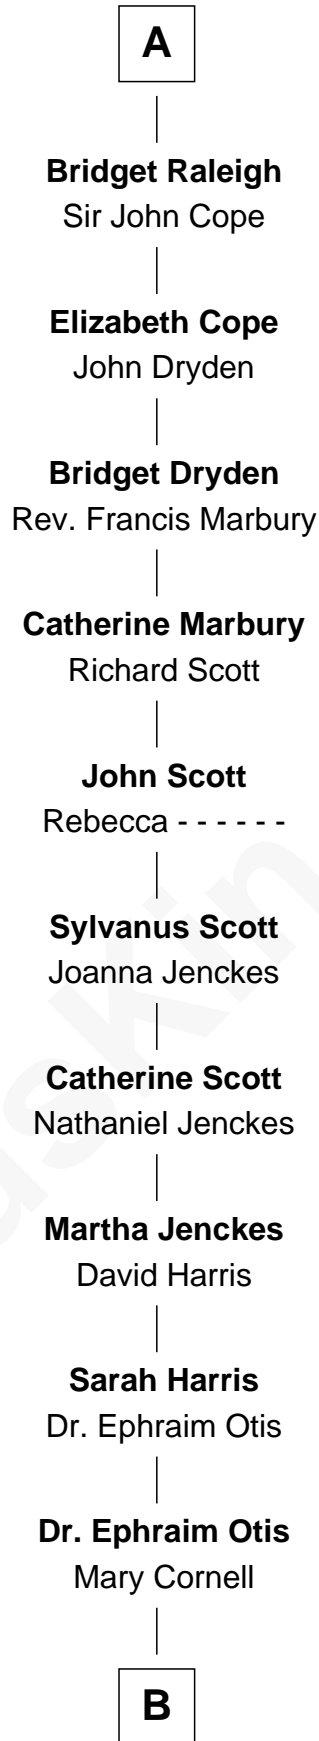 A
Bridget Raleigh
Sir John Cope
Elizabeth Cope
John Dryden
Bridget Dryden
Rev. Francis Marbury
Catherine Marbury
Richard Scott
John Scott
Rebecca - - - - - -
Sylvanus Scott
Joanna Jenckes
Catherine Scott
Nathaniel Jenckes
Martha Jenckes
David Harris
Sarah Harris
Dr. Ephraim Otis
Dr. Ephraim Otis
Mary Cornell
B